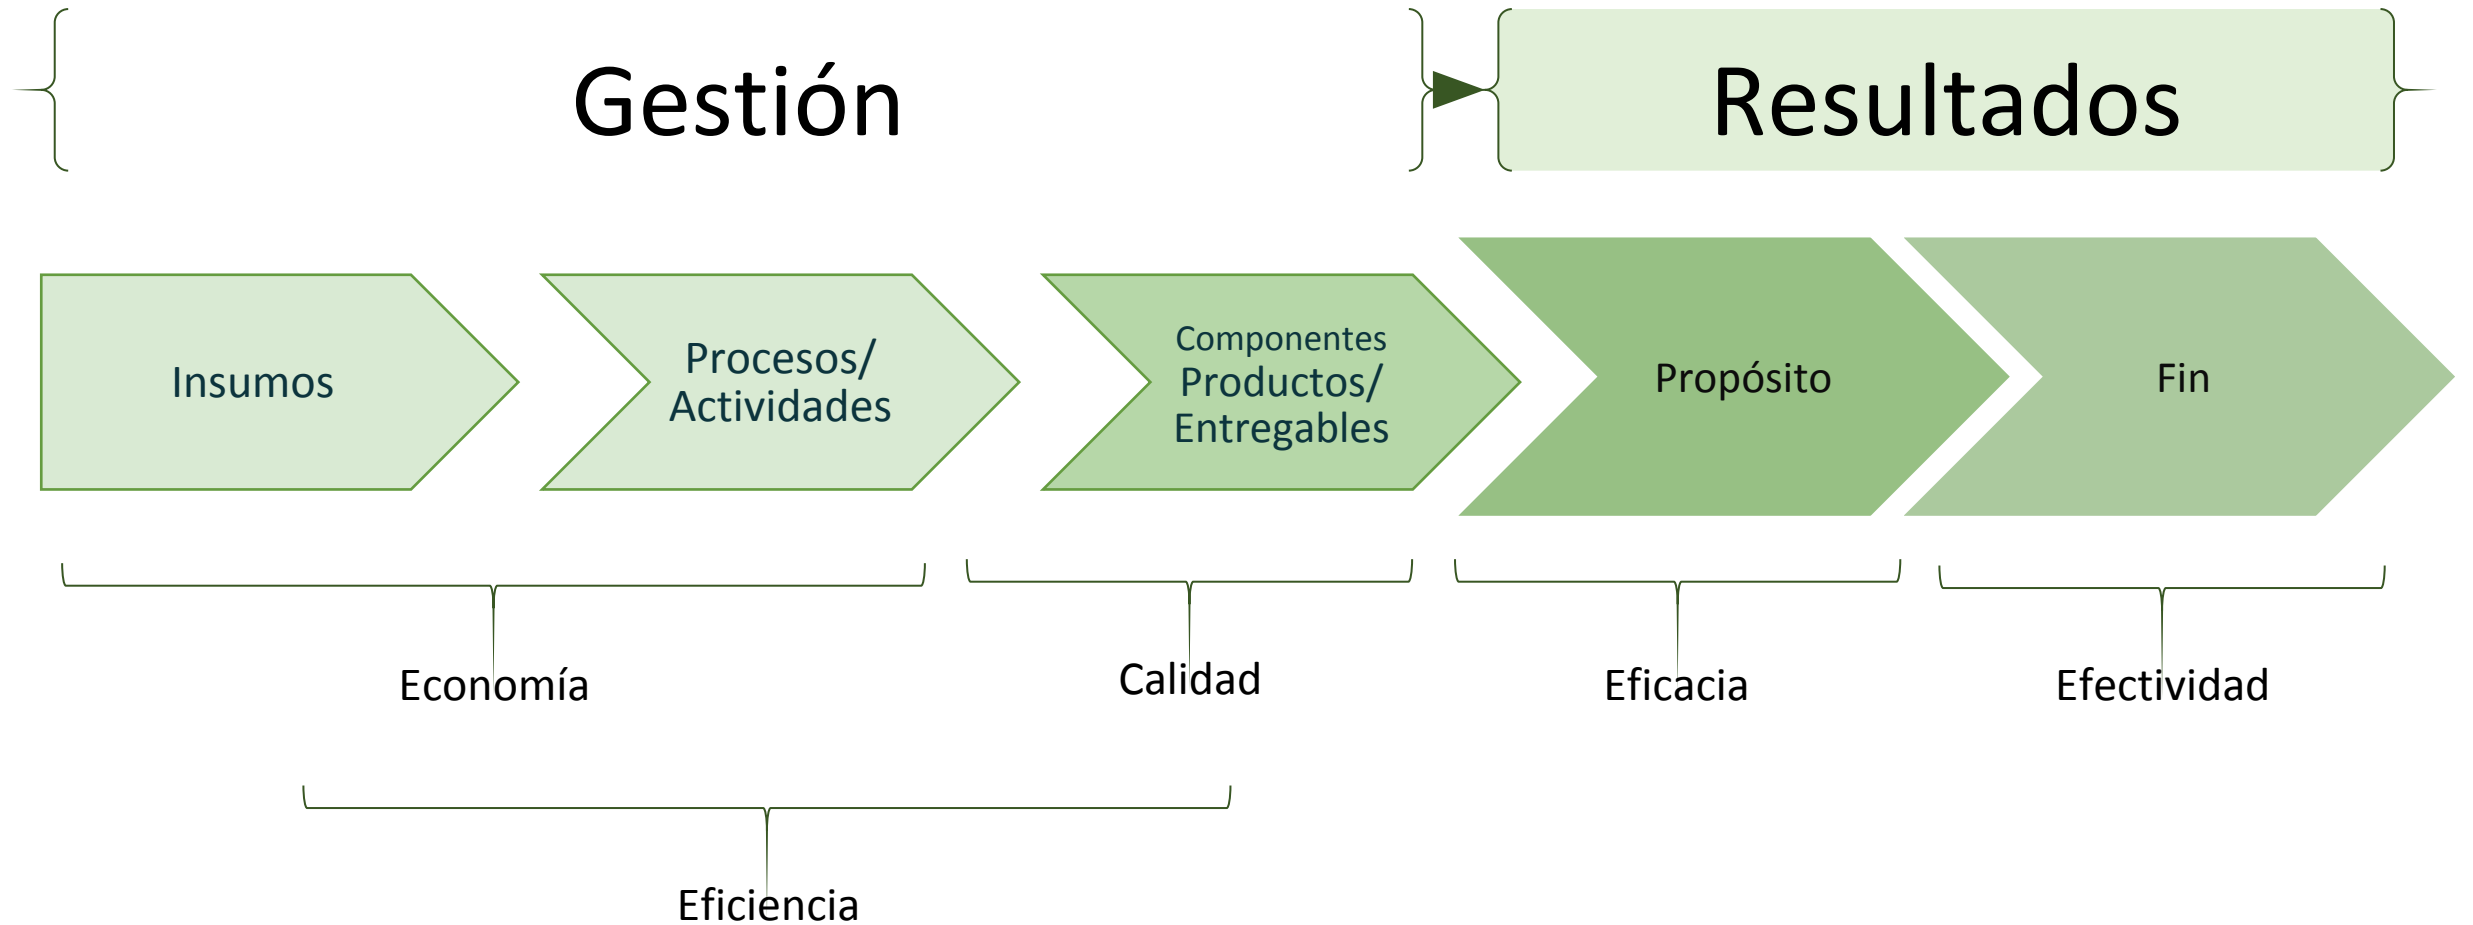 Gestión
Resultados
Insumos
Procesos/
Actividades
Componentes
Productos/
Entregables
Propósito
Fin
Economía
Calidad
Eficacia
Efectividad
Eficiencia